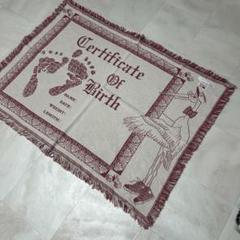 Certificate
Of
Birth
NAME:
DATE:
WEIGHT:
LENGTH: